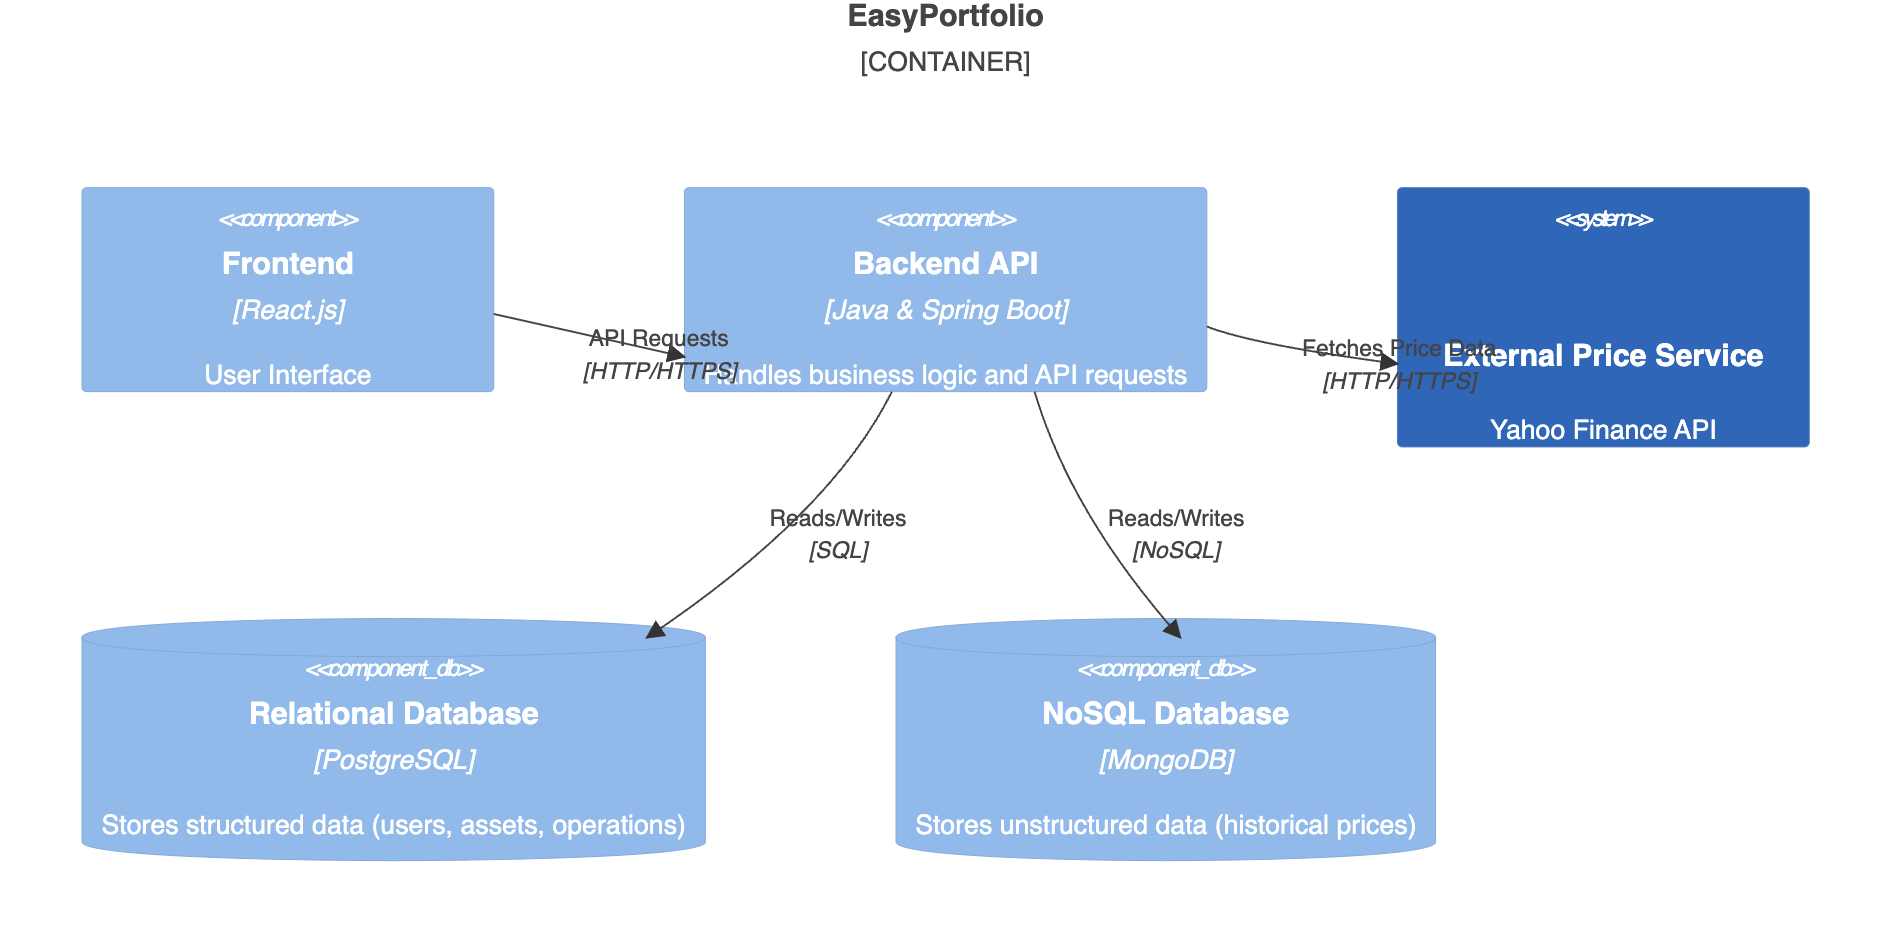 EasyPortfolio
[CONTAINER]
<<component>>
Frontend
[React.js]
User Interface
API Requests
[HTTP/HTTPS]
<<component>>
Backend API
[Java & Spring Boot]
Handles business logic and API requests
Fetches Price Data
[HTTP/HTTPS]
<<system>>
External Price Service
Yahoo Finance API
Reads/Writes
[SQL]
Reads/Writes
[NoSQL]
<<component_db>>
Relational Database
[PostgreSQL]
Stores structured data (users, assets, operations)
<<component_db>>
NoSQL Database
[MongoDB]
Stores unstructured data (historical prices)